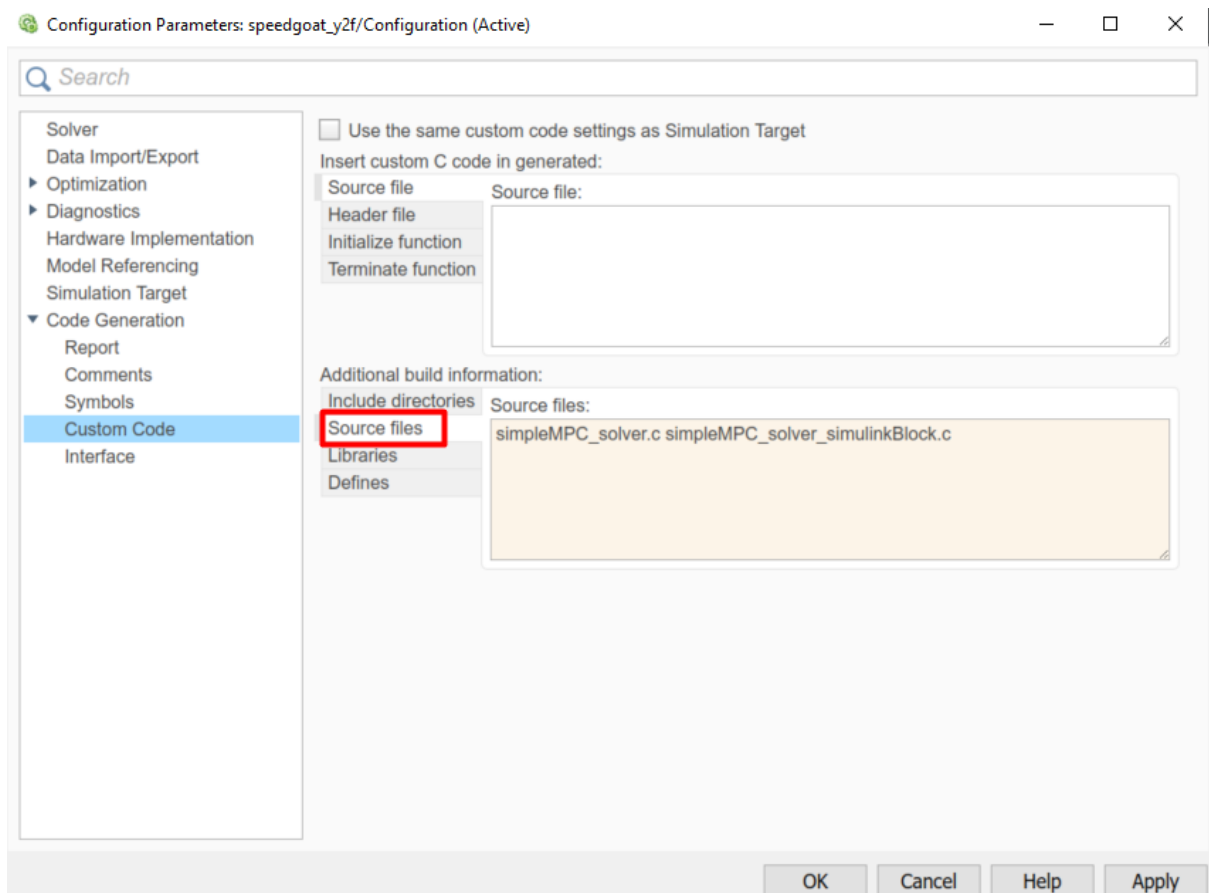 Configuration Parameters: speedgoat_y2f/Configuration (Active)
Search
Solver
Data Import/Export
Optimization
Diagnostics
Hardware Implementation
Model Referencing
Simulation Target
Code Generation
Report
Comments
Symbols
Custom Code
Interface
Use the same custom code settings as Simulation Target
Insert custom C code in generated:
Source file
Header file
Initialize function
Terminate function
Source file:
Additional build information:
Include directories
Source files
Libraries
Defines
Source files:
simpleMPC_solver.c simpleMPC_solver_simulinkBlock.c
OK Cancel Help Apply